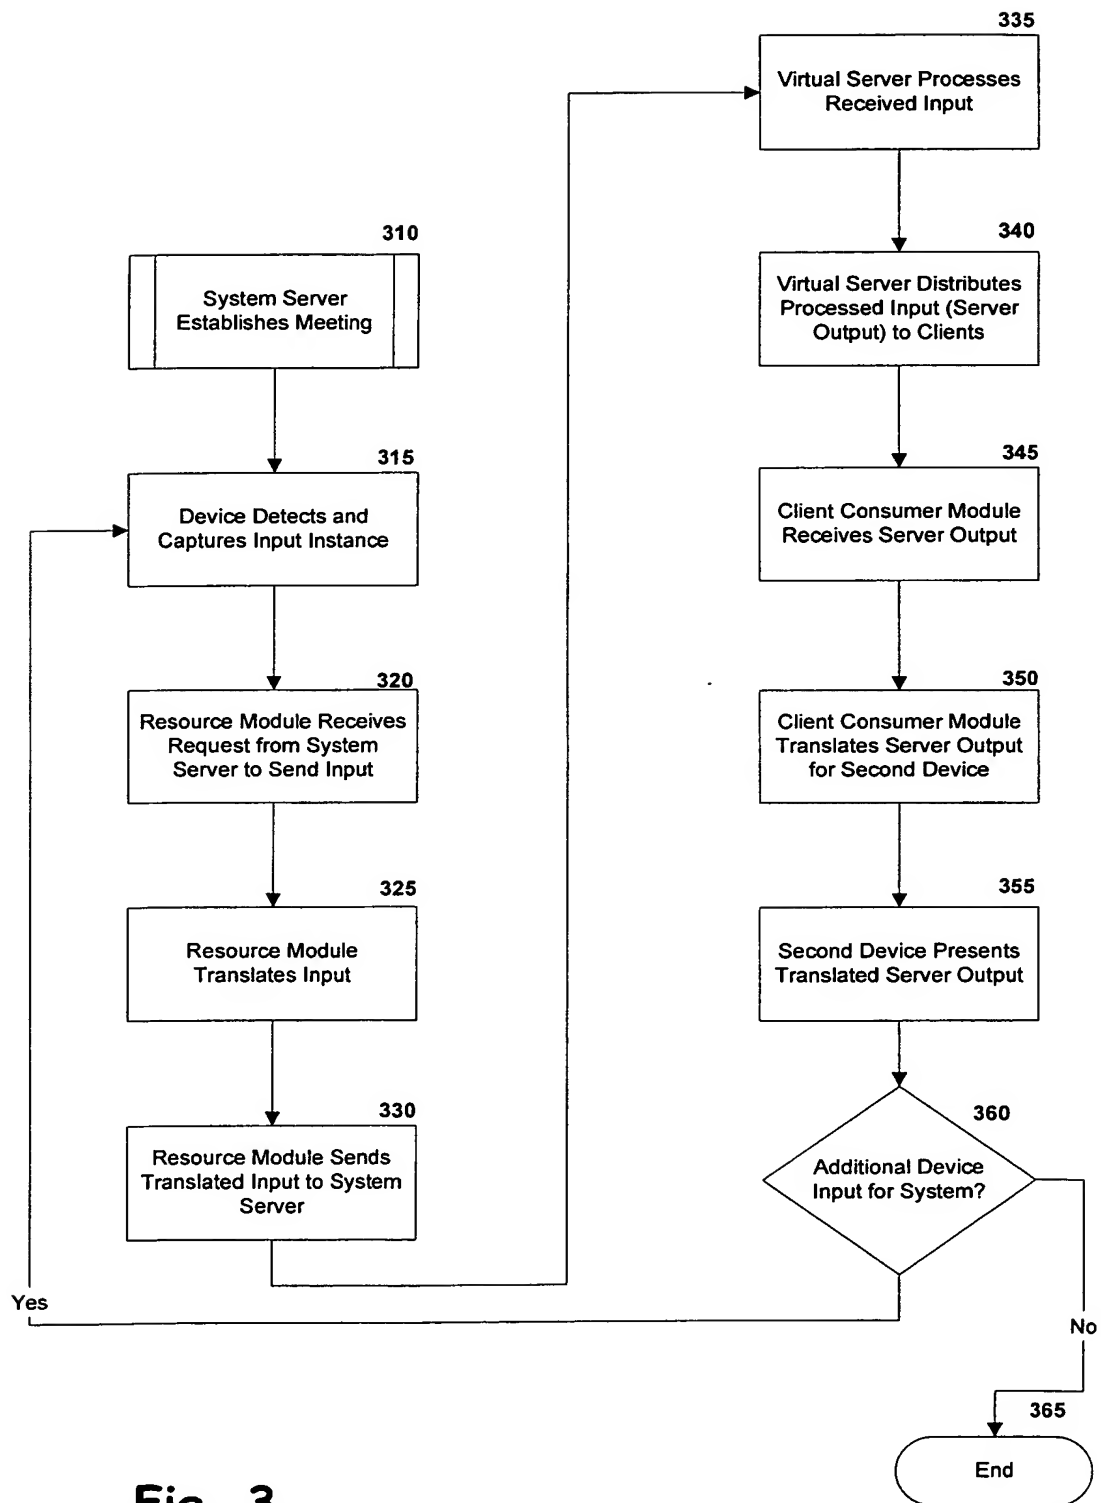 310
System Server
Establishes Meeting
315
Device Detects and
Captures Input Instance
320
Resource Module Receives
Request from System
Server to Send Input
325
Resource Module
Translates Input
330
Resource Module Sends
Translated Input to System
Server
335
Virtual Server Processes
Received Input
340
Virtual Server Distributes
Processed Input (Server
Output) to Clients
345
Client Consumer Module
Receives Server Output
350
Client Consumer Module
Translates Server Output
for Second Device
355
Second Device Presents
Translated Server Output
360
Additional Device
Input for System?
Yes
No
365
End
Fig. 3